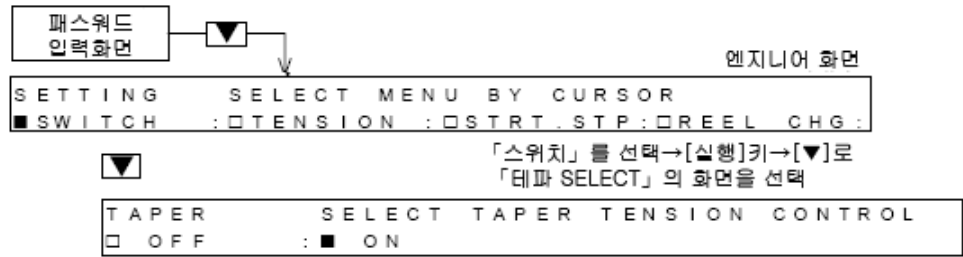 패스워드
입력화면
▼
엔지니어 화면
SETTING SELECT MENU BY CURSOR
■SWITCH :□TENSION :□STRT.STP:□REEL CHG:
▼
「스위치」를 선택→[실행]키→[▼]로
「테파 SELECT」의 화면을 선택
TAPER SELECT TAPER TENSION CONTROL
□ OFF :■ ON